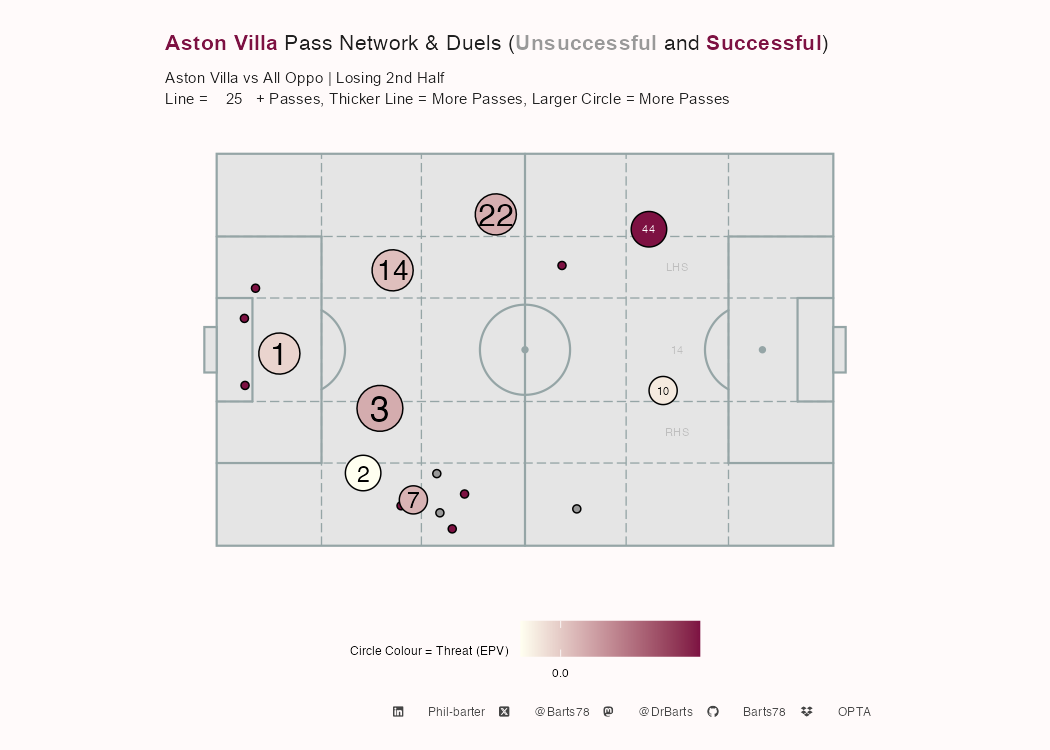 Aston Villa Pass Network & Duels (Unsuccessful and Successful)
Aston Villa vs All Oppo | Losing 2nd Half
Line = 25 + Passes, Thicker Line = More Passes, Larger Circle = More Passes
22
44
14
LHS
1
14
10
3
RHS
2
7
Circle Colour = Threat (EPV)
0.0
Phil-barter @Barts78 @DrBarts Barts78 OPTA